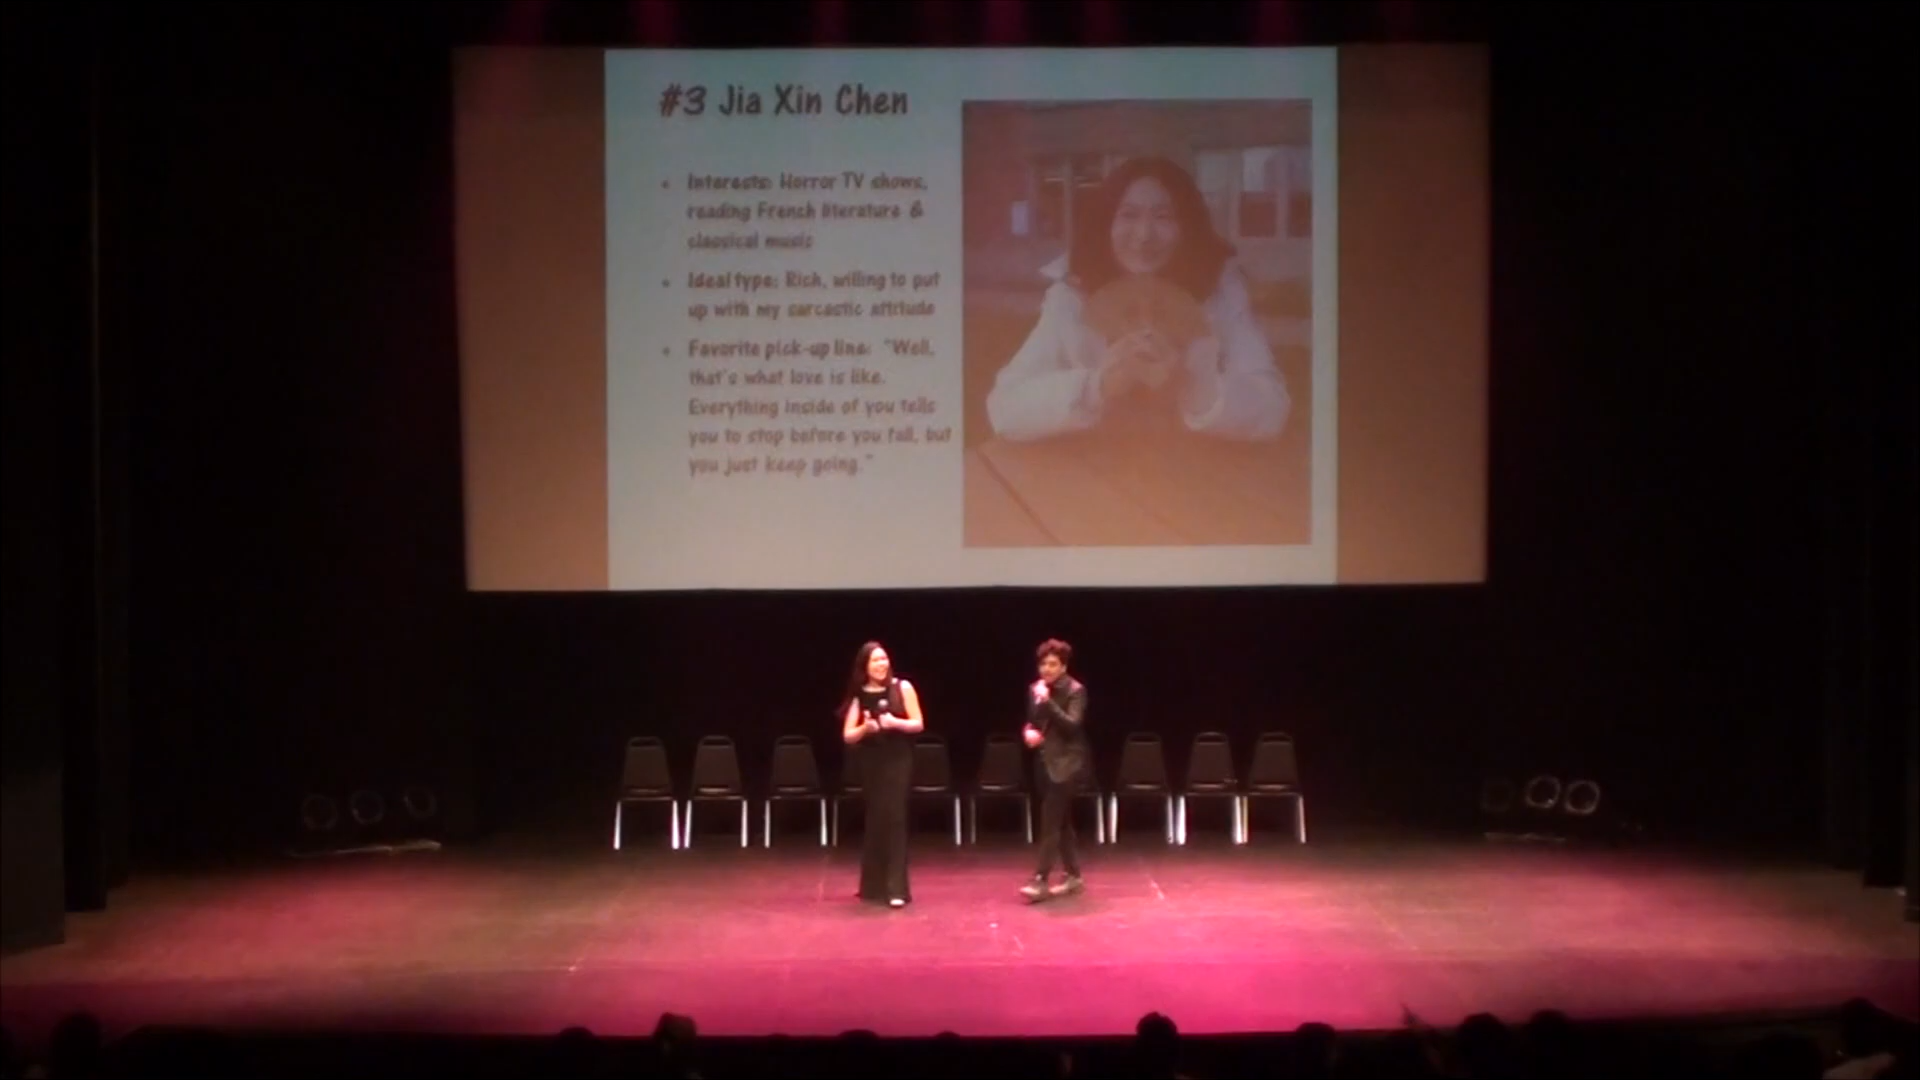 #3 Jia Xin Chen
• Interests: Horror TV shows,
reading French literature &
classical music
• Ideal type: Rich, willing to put
up with my sarcastic attitude
• Favorite pick-up line: "Well,
that's what love is like.
Everything inside of you tells
you to stop before you fall, but
you just keep going."